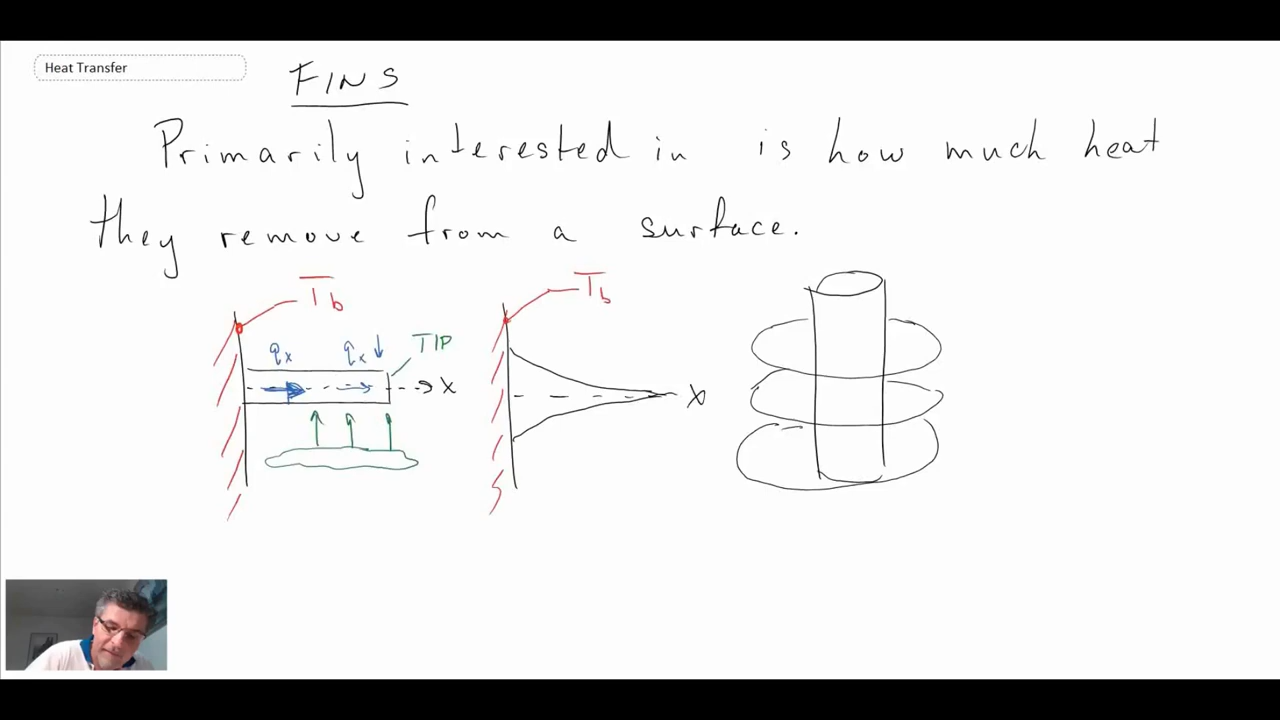 Heat Transfer
FINS
Primarily interested in is how much heat
they remove from a surface.
Tb
Tb
qx
qx ↓
TIP
x
x